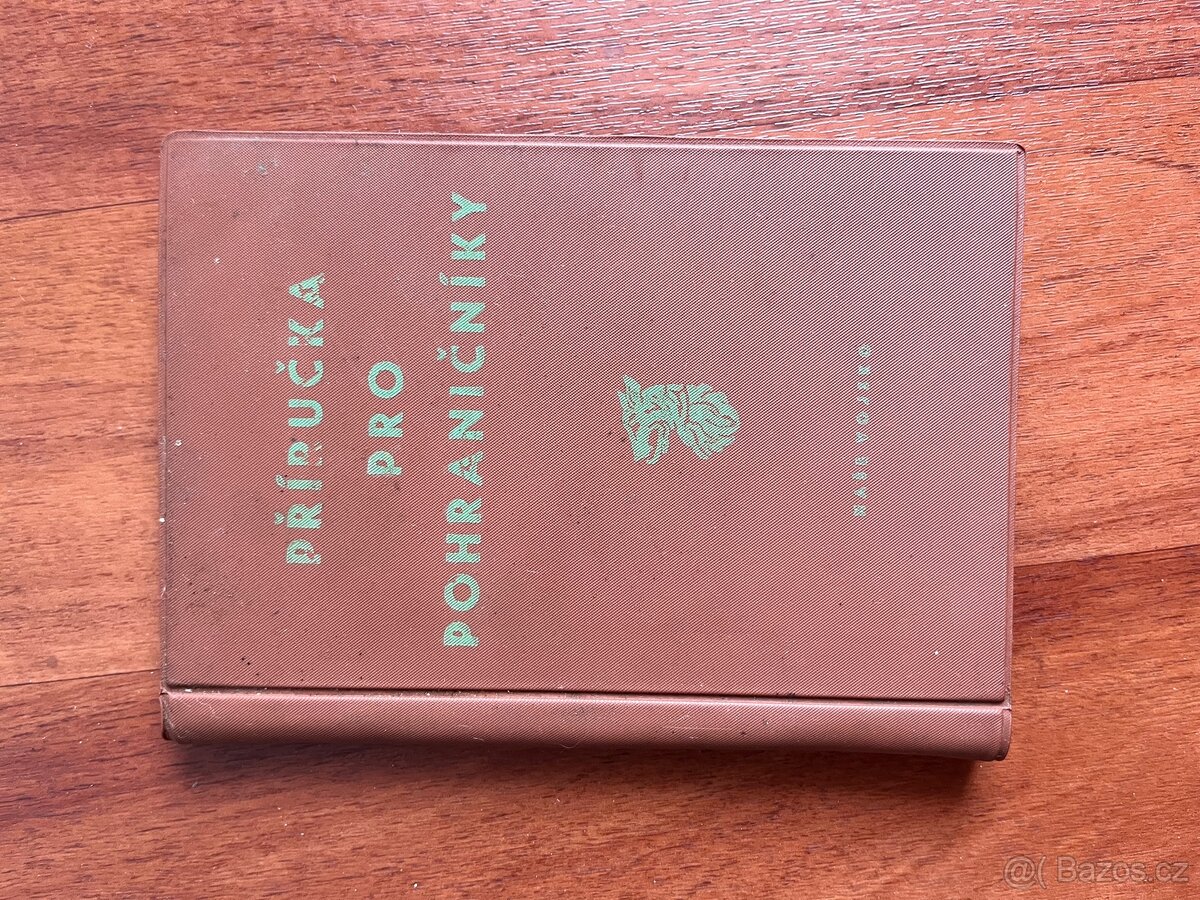 PŘÍRUČKA
PRO
POHRANIČNÍKY
NAŠE VOJSKO
@( Bazos.cz